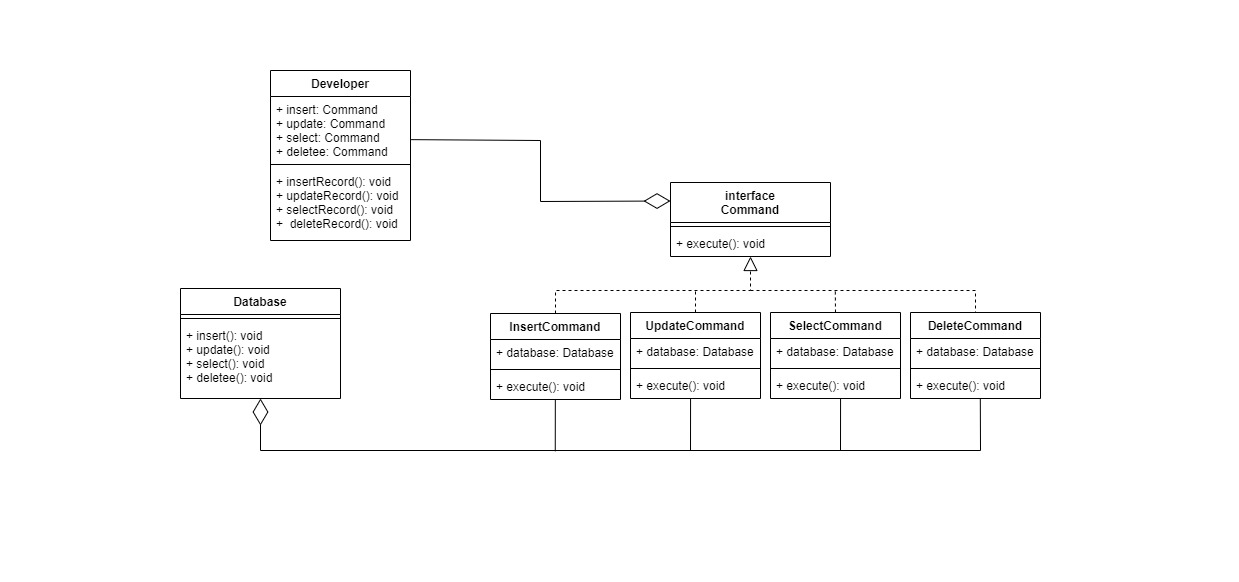 Developer
+ insert: Command
+ update: Command
+ select: Command
+ deletee: Command
+ insertRecord(): void
+ updateRecord(): void
+ selectRecord(): void
+  deleteRecord(): void
interface
Command
+ execute(): void
Database
+ insert(): void
+ update(): void
+ select(): void
+ deletee(): void
InsertCommand
+ database: Database
+ execute(): void
UpdateCommand
+ database: Database
+ execute(): void
SelectCommand
+ database: Database
+ execute(): void
DeleteCommand
+ database: Database
+ execute(): void